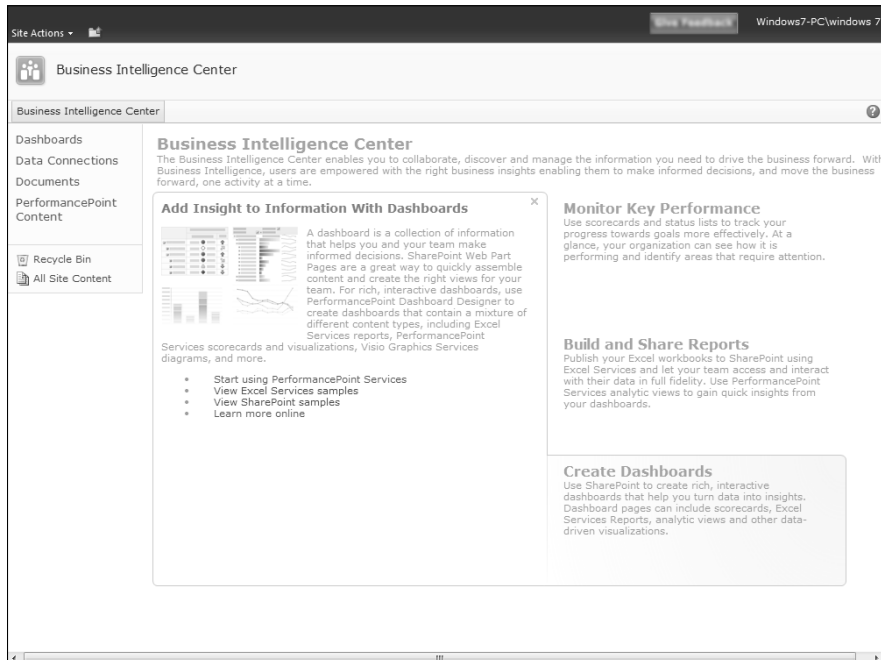 Site Actions
Windows7-PC\windows 7
Business Intelligence Center
Business Intelligence Center
Dashboards
Data Connections
Documents
PerformancePoint
Content
Recycle Bin
All Site Content
Business Intelligence Center
The Business Intelligence Center enables you to collaborate, discover and manage the information you need to drive the business forward. With
Business Intelligence, users are empowered with the right business insights enabling them to make informed decisions, and move the business
forward, one activity at a time.
Add Insight to Information With Dashboards
A dashboard is a collection of information
that helps you and your team make
informed decisions. SharePoint Web Part
Pages are a great way to quickly assemble
content and create the right views for your
team. For rich, interactive dashboards, use
PerformancePoint Dashboard Designer to
create dashboards that contain a mixture of
different content types, including Excel
Services reports, PerformancePoint
Services scorecards and visualizations, Visio Graphics Services
diagrams, and more.
• Start using PerformancePoint Services
• View Excel Services samples
• View SharePoint samples
• Learn more online
Monitor Key Performance
Use scorecards and status lists to track your
progress towards goals more effectively. At a
glance, your organization can see how it is
performing and identify areas that require attention.
Build and Share Reports
Publish your Excel workbooks to SharePoint using
Excel Services and let your team access and interact
with their data in full fidelity. Use PerformancePoint
Services analytic views to gain quick insights from
your dashboards.
Create Dashboards
Use SharePoint to create rich, interactive
dashboards that help you turn data into insights.
Dashboard pages can include scorecards, Excel
Services Reports, analytic views and other data-
driven visualizations.